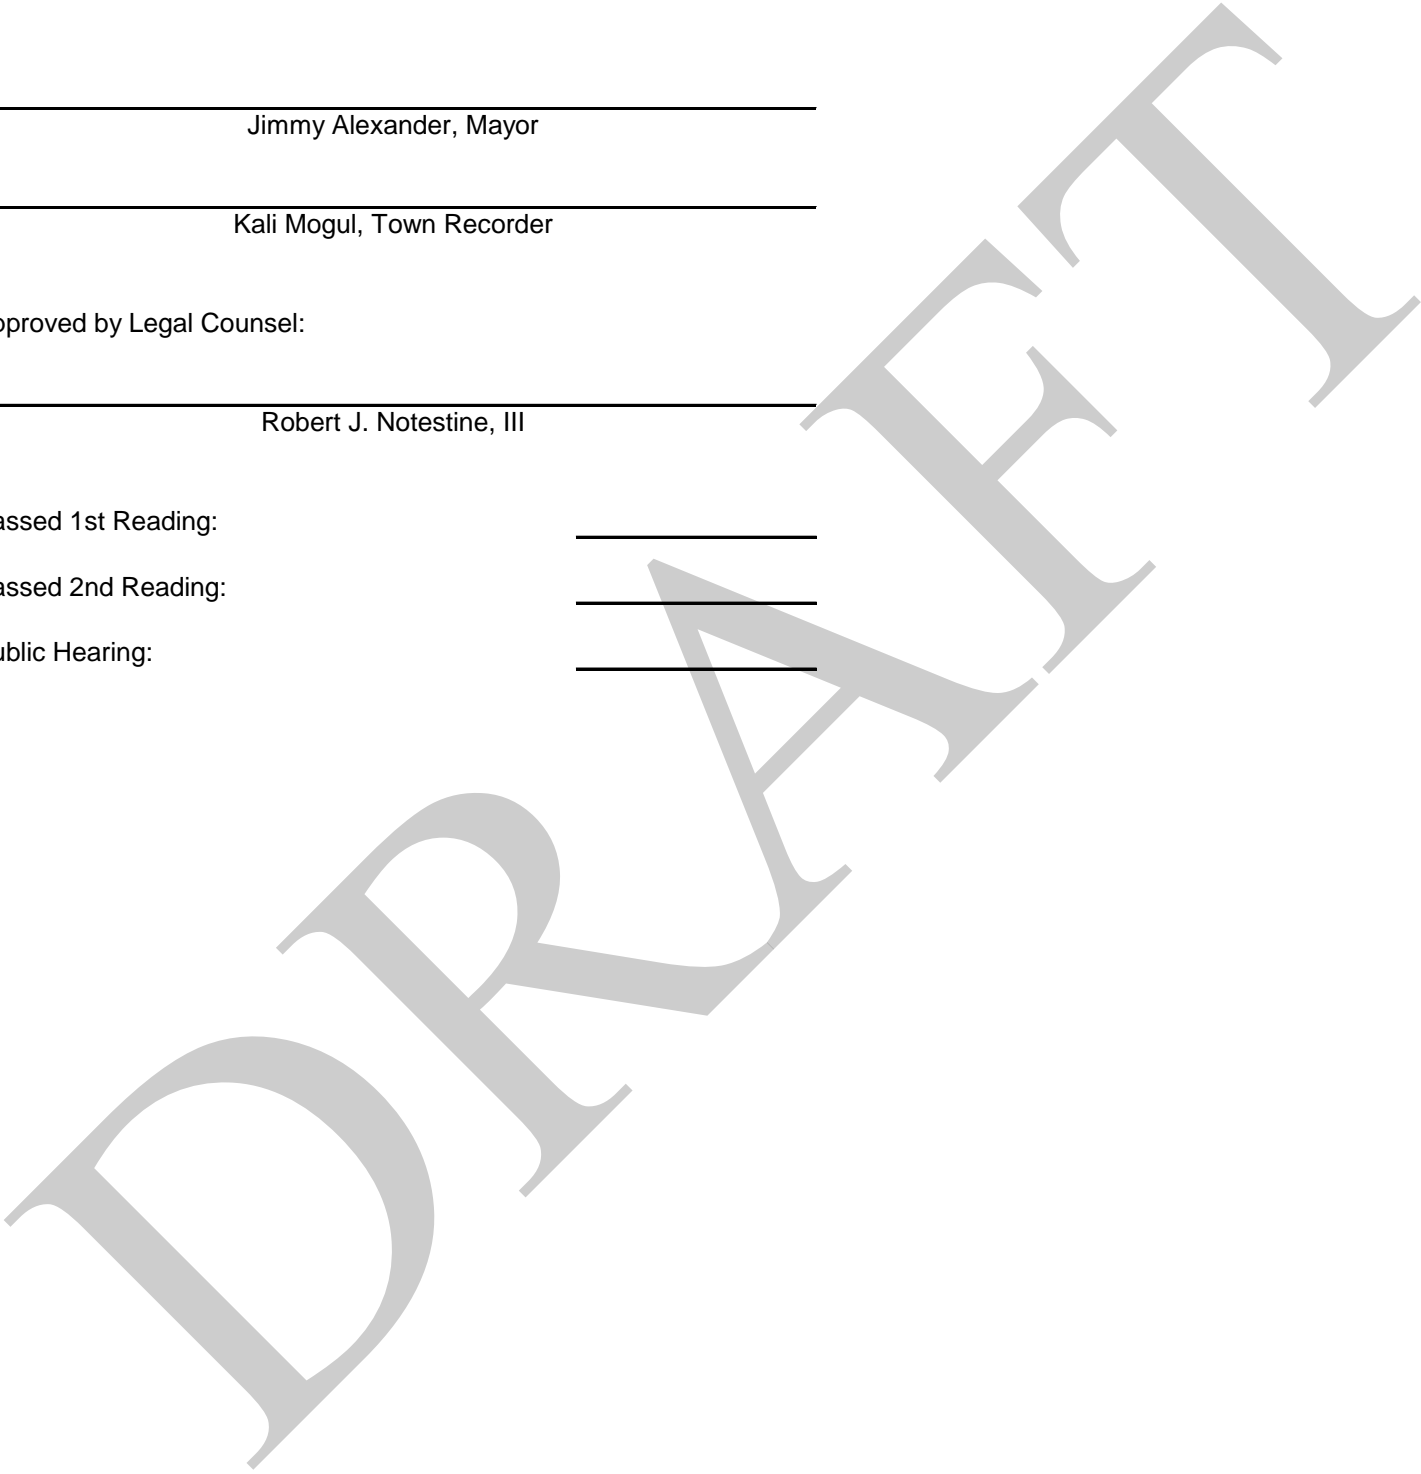 Jimmy Alexander, Mayor
Kali Mogul, Town Recorder
pproved by Legal Counsel:
Robert J. Notestine, III
assed 1st Reading:
assed 2nd Reading:
ublic Hearing:
DRAFT